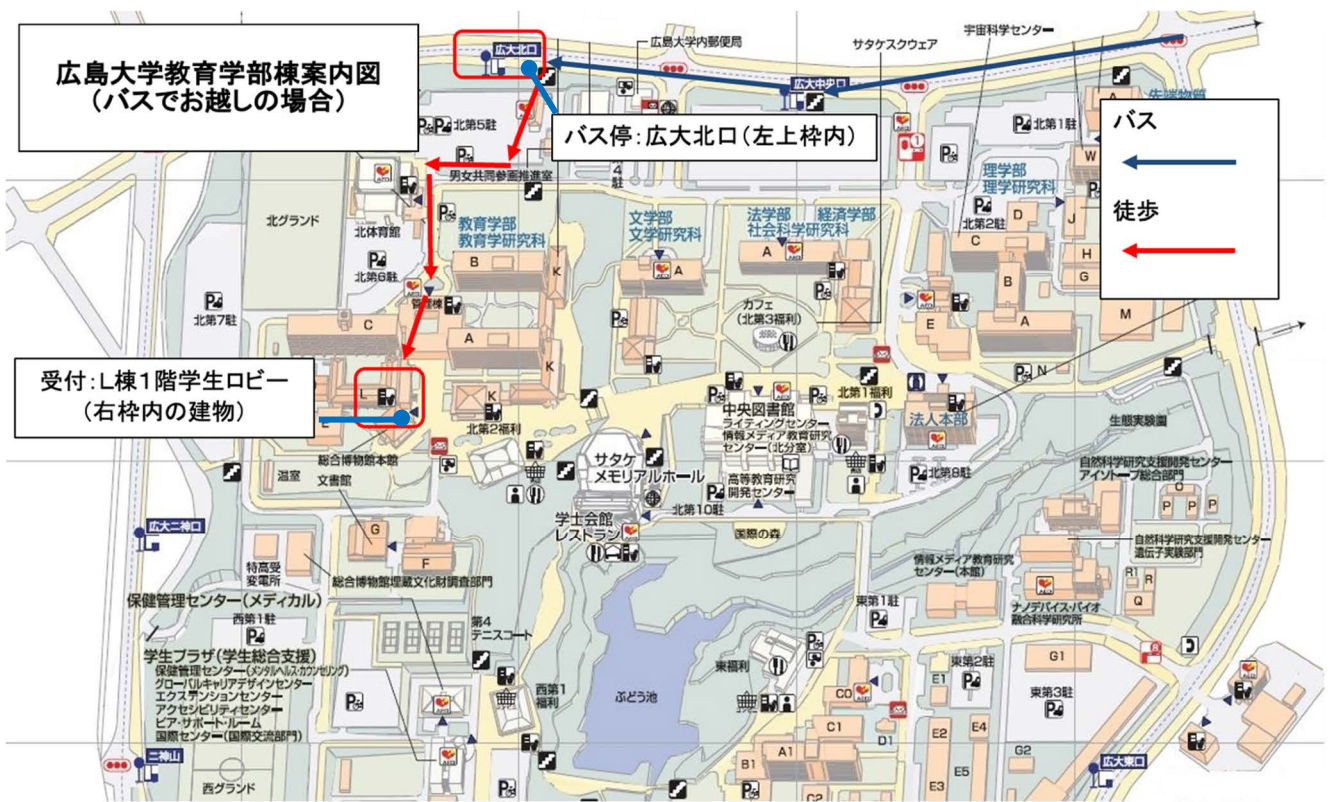 広島大学教育学部棟案内図
(バスでお越しの場合)
広大北口
広島大学内郵便局
サタケスクウェア
宇宙科学センター
広大中央口
先端物質
バス停:広大北口(左上枠内)
バス
徒歩
北第5駐
北第1駐
男女共同参画推進室
4
駐
W
A
理学部
理学研究科
北第2駐
D
J
C
H
G
B
A
E
M
N
北グランド
北体育館
北第6駐
北第7駐
教育学部
教育学研究科
B
K
管理棟
C
A
K
L
文学部
文学研究科
A
法学部
経済学部
社会科学研究科
A
カフェ
(北第3福利)
受付:L棟1階学生ロビー
(右枠内の建物)
北第2福利
北第1福利
中央図書館
ライティングセンター
情報メディア教育研究
センター(北分室)
高等教育研究
開発センター
法人本部
北第9駐
生態実験園
自然科学研究支援開発センター
アイソトープ総合部門
O
P
P
P
総合博物館本館
温室
文書館
サタケ
メモリアルホール
学士会館
レストラン
北第10駐
国際の森
自然科学研究支援開発センター
遺伝子実験部門
R1
R
Q
情報メディア教育研究
センター(本館)
ナノデバイス・バイオ
融合科学研究所
広大二神口
特高受
変電所
G
F
総合博物館埋蔵文化財調査部門
保健管理センター(メディカル)
西第1駐
第4
テニスコート
学生プラザ(学生総合支援)
保健管理センター(メンタルヘルス・カウンセリング)
グローバルキャリアデザインセンター
エクステンションセンター
アクセシビリティセンター
ピア・サポート・ルーム
国際センター(国際交流部門)
西第1
福利
ぶどう池
東福利
東第1駐
東第2駐
東第3駐
G1
G2
C0
C1
D1
E1
E2
E3
E4
E5
A1
B1
C2
二神山
西グランド
広大東口